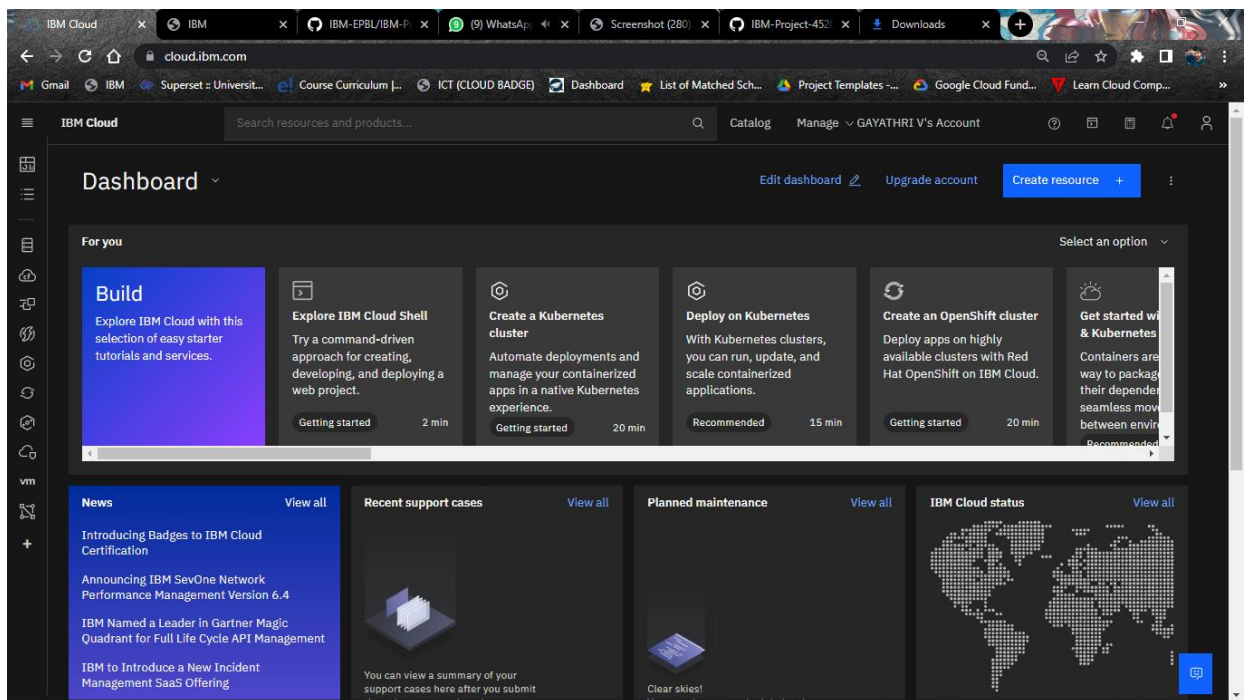 IBM Cloud
IBM
IBM-EPBL/IBM-Pr
(9) WhatsApp
Screenshot (280)
IBM-Project-452
Downloads
cloud.ibm.com
Gmail
IBM
Superset :: Universit...
Course Curriculum |...
ICT (CLOUD BADGE)
Dashboard
List of Matched Sch...
Project Templates -...
Google Cloud Fund...
Learn Cloud Comp...
»
IBM Cloud
Search resources and products...
Catalog
Manage
GAYATHRI V's Account
Dashboard
Edit dashboard
Upgrade account
Create resource +
For you
Select an option
Build
Explore IBM Cloud with this
selection of easy starter
tutorials and services.
Explore IBM Cloud Shell
Try a command-driven
approach for creating,
developing, and deploying a
web project.
Getting started 2 min
Create a Kubernetes
cluster
Automate deployments and
manage your containerized
apps in a native Kubernetes
experience.
Getting started 20 min
Deploy on Kubernetes
With Kubernetes clusters,
you can run, update, and
scale containerized
applications.
Recommended 15 min
Create an OpenShift cluster
Deploy apps on highly
available clusters with Red
Hat OpenShift on IBM Cloud.
Getting started 20 min
Get started wi
& Kubernetes
Containers are
way to packag
their depender
seamless mov
between envir
Recommended
vm
News View all
Introducing Badges to IBM Cloud
Certification
Announcing IBM SevOne Network
Performance Management Version 6.4
IBM Named a Leader in Gartner Magic
Quadrant for Full Life Cycle API Management
IBM to Introduce a New Incident
Management SaaS Offering
Recent support cases View all
You can view a summary of your
support cases here after you submit
Planned maintenance View all
Clear skies!
IBM Cloud status View all